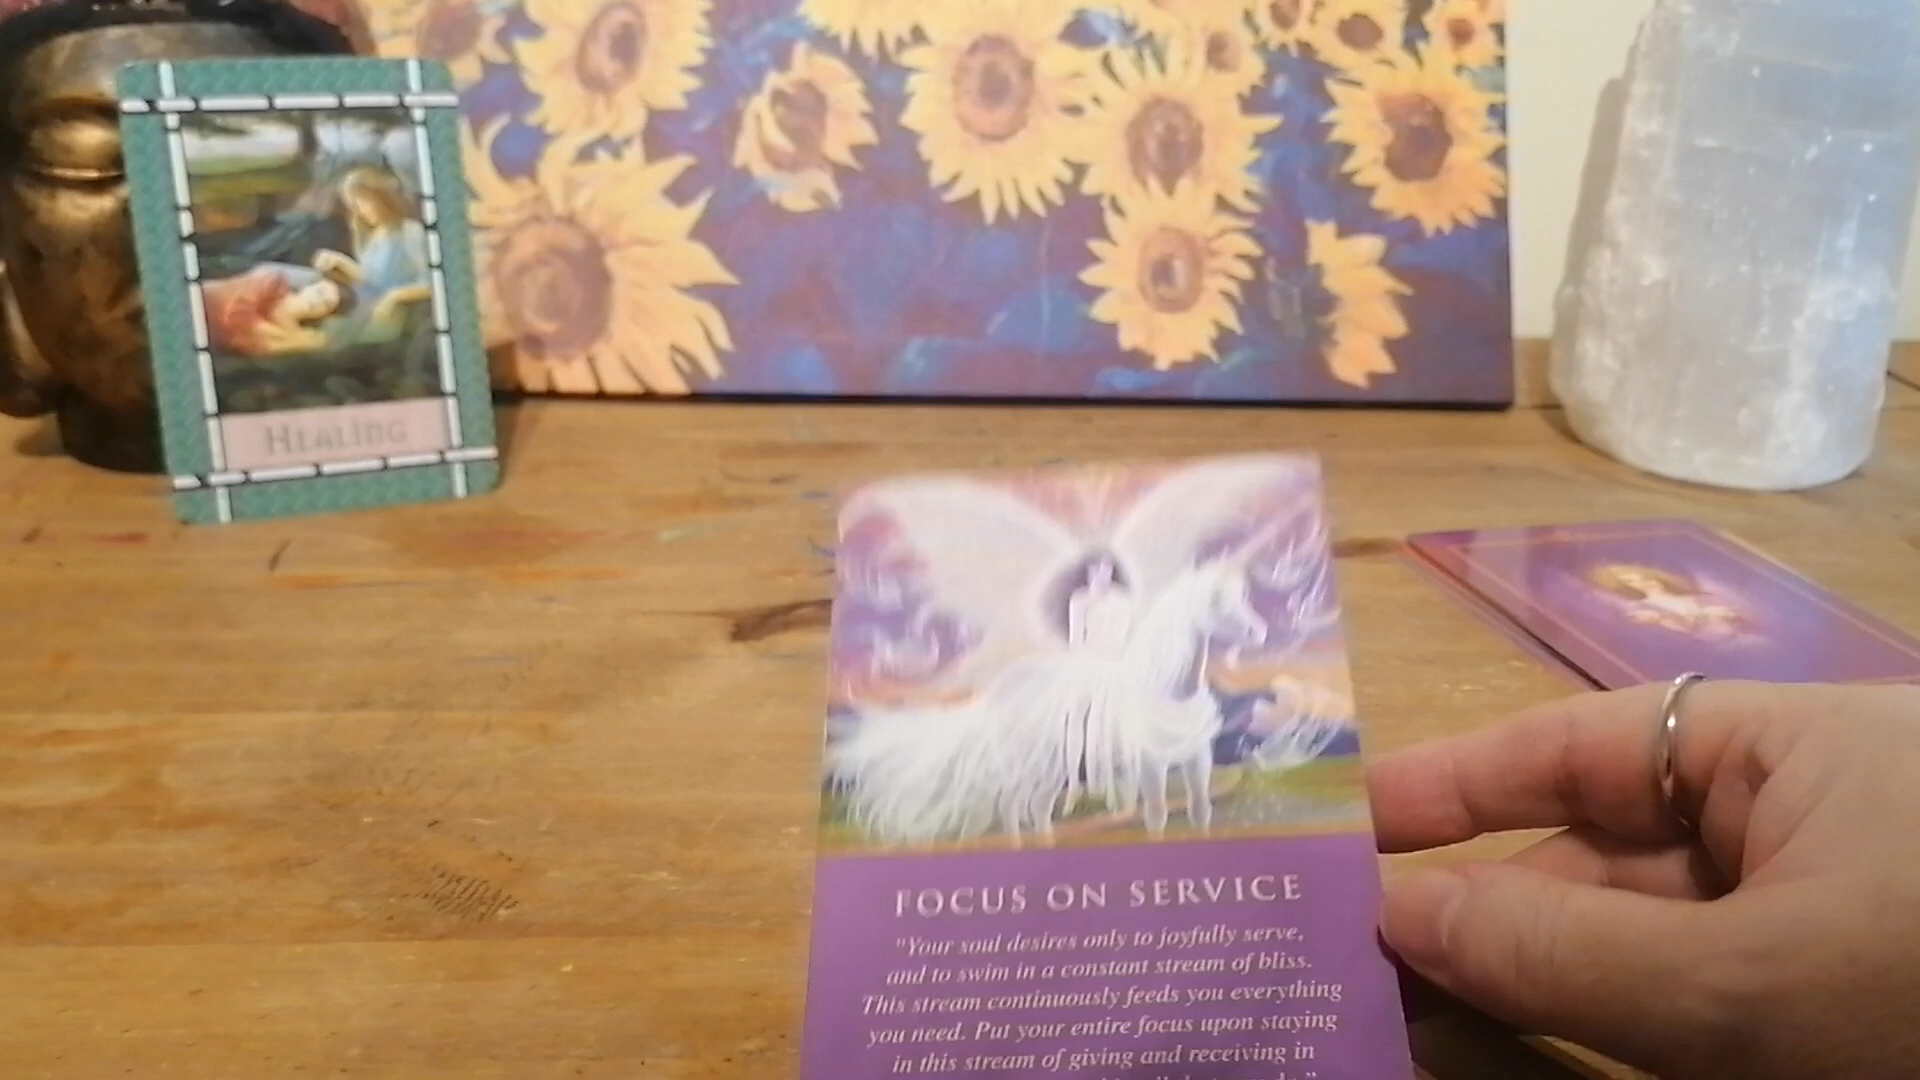 Healing
FOCUS ON SERVICE
"Your soul desires only to joyfully serve,
and to swim in a constant stream of bliss.
This stream continuously feeds you everything
you need. Put your entire focus upon staying
in this stream of giving and receiving in